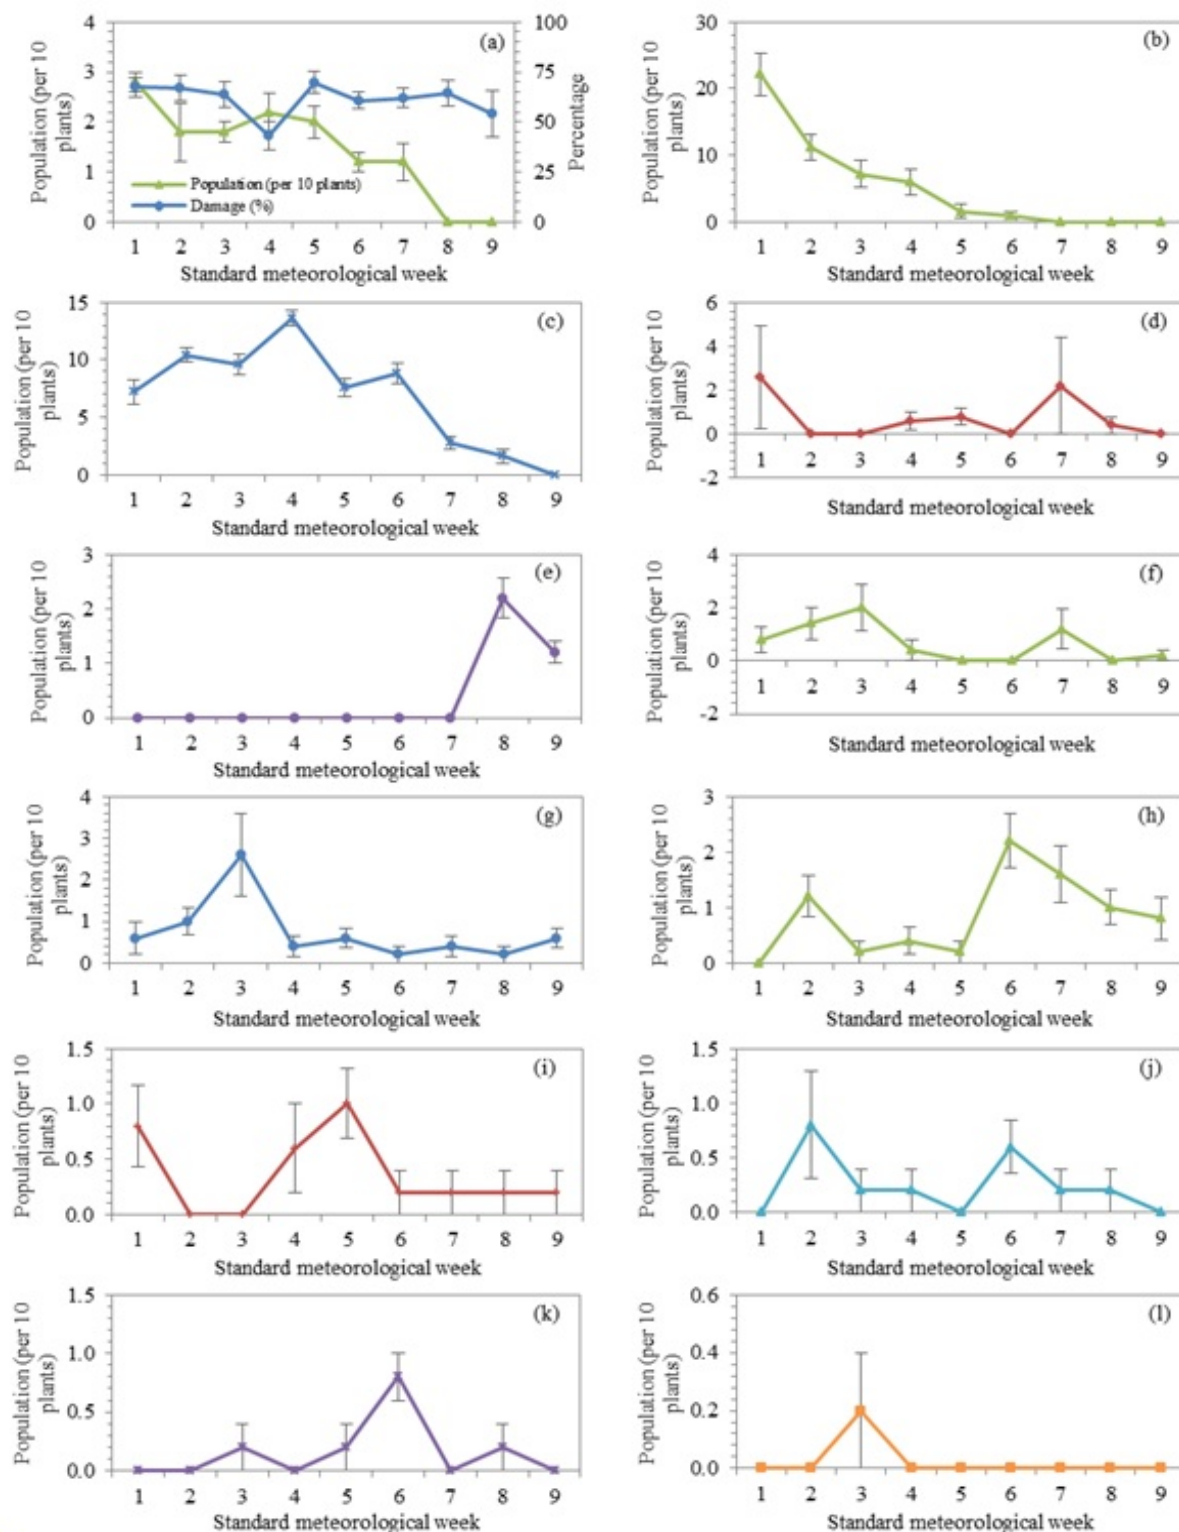 Population (per 10
plants)
4
3
2
1
0
(a)
100
75
50
25
0
Percentage
Population (per 10 plants)
Damage (%)
1 2 3 4 5 6 7 8 9
Standard meteorological week
Population (per 10
plants)
30
20
10
0
(b)
1 2 3 4 5 6 7 8 9
Standard meteorological week
Population (per 10
plants)
15
10
5
0
(c)
1 2 3 4 5 6 7 8 9
Standard meteorological week
Population (per 10
plants)
6
4
2
0
-2
(d)
1 2 3 4 5 6 7 8 9
Standard meteorological week
Population (per 10
plants)
3
2
1
0
(e)
1 2 3 4 5 6 7 8 9
Standard meteorological week
Population (per 10
plants)
4
2
0
-2
(f)
1 2 3 4 5 6 7 8 9
Standard meteorological week
Population (per 10
plants)
4
3
2
1
0
(g)
1 2 3 4 5 6 7 8 9
Standard meteorological week
Population (per 10
plants)
3
2
1
0
(h)
1 2 3 4 5 6 7 8 9
Standard meteorological week
Population (per 10
plants)
1.5
1.0
0.5
0.0
(i)
1 2 3 4 5 6 7 8 9
Standard meteorological week
Population (per 10
plants)
1.5
1.0
0.5
0.0
(j)
1 2 3 4 5 6 7 8 9
Standard meteorological week
Population (per 10
plants)
1.5
1.0
0.5
0.0
(k)
1 2 3 4 5 6 7 8 9
Standard meteorological week
Population (per 10
plants)
0.6
0.4
0.2
0.0
(l)
1 2 3 4 5 6 7 8 9
Standard meteorological week